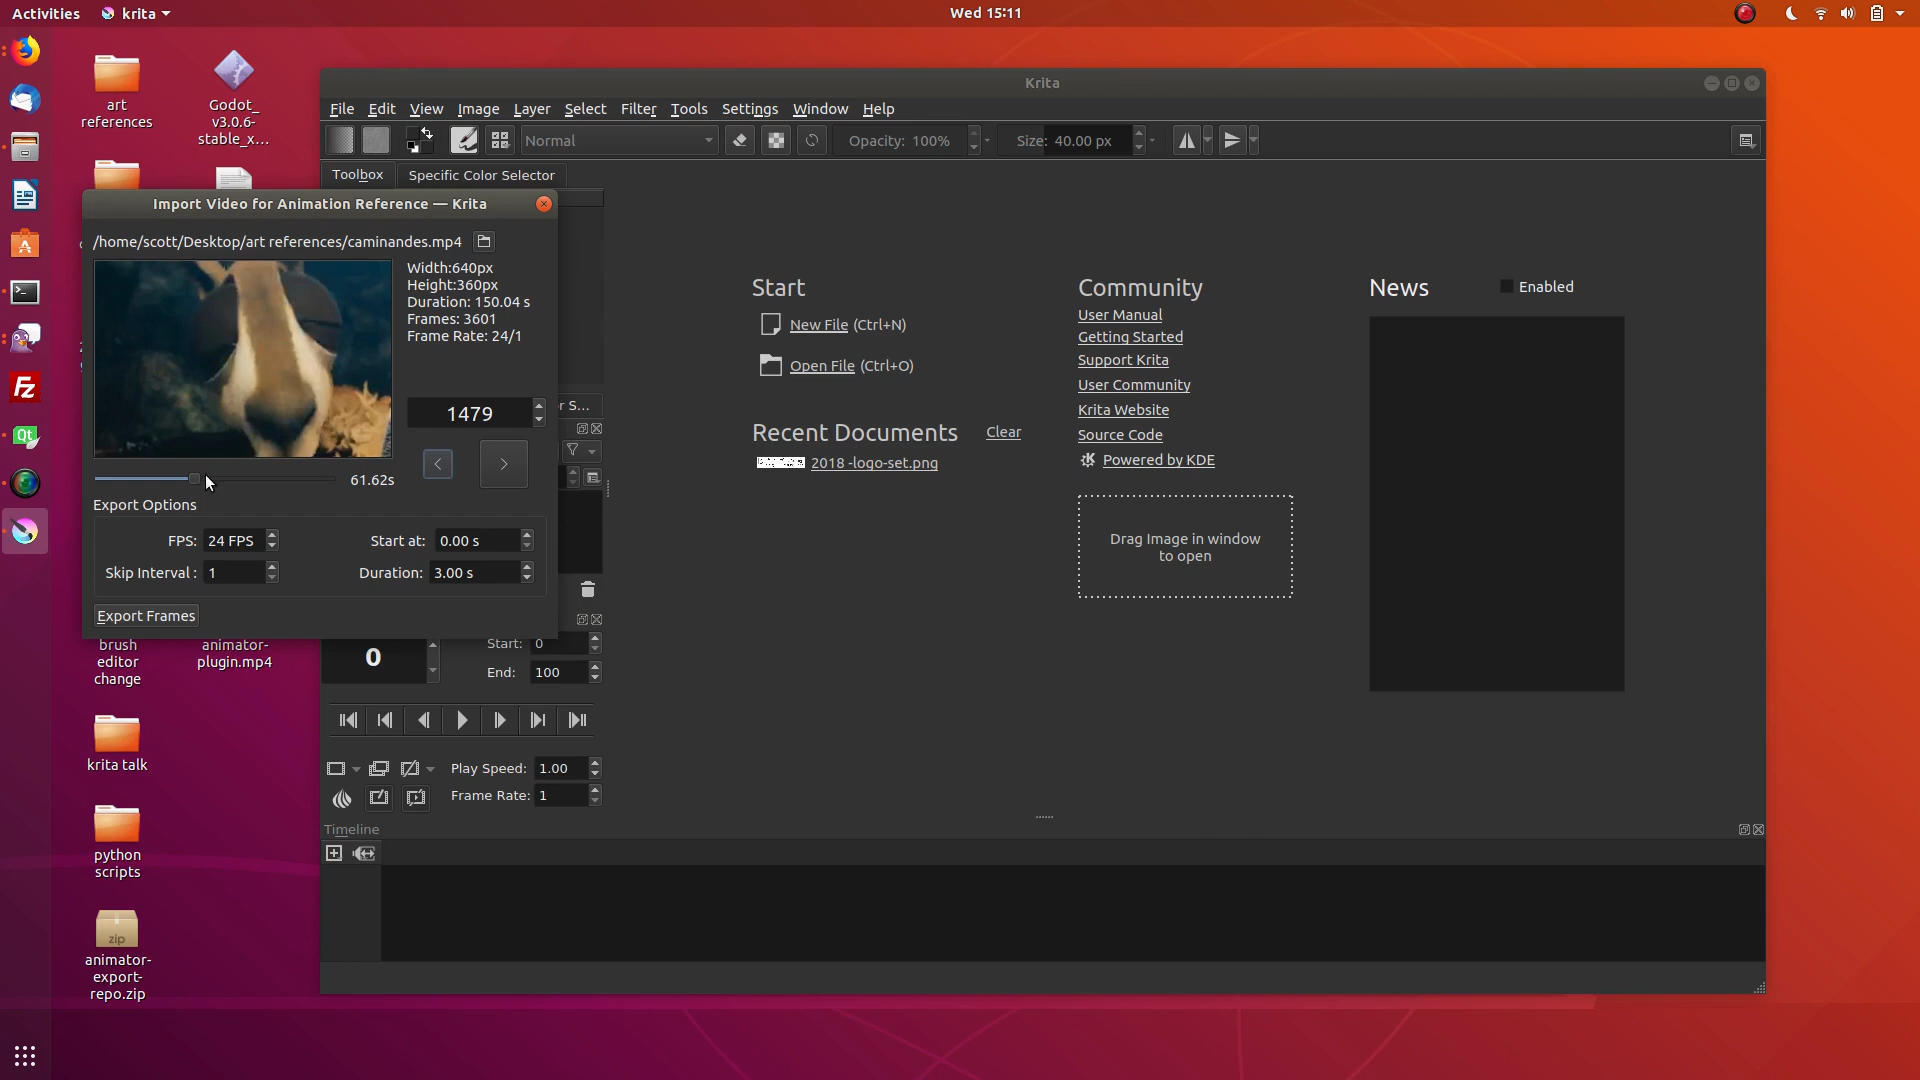 Activities
krita
Wed 15:11
art
references
Godot_
v3.0.6-
stable_x...
Krita
File Edit View Image Layer Select Filter Tools Settings Window Help
Normal
Opacity: 100%
Size: 40.00 px
Toolbox
Specific Color Selector
Import Video for Animation Reference — Krita
/home/scott/Desktop/art references/caminandes.mp4
Width:640px
Height:360px
Duration: 150.04 s
Frames: 3601
Frame Rate: 24/1
1479
<
>
61.62s
Export Options
FPS: 24 FPS
Start at: 0.00 s
Skip Interval : 1
Duration: 3.00 s
Export Frames
r S...
Start
New File (Ctrl+N)
Open File (Ctrl+O)
Recent Documents
Clear
2018 -logo-set.png
Community
User Manual
Getting Started
Support Krita
User Community
Krita Website
Source Code
Powered by KDE
Drag Image in window
to open
News
Enabled
brush
editor
change
animator-
plugin.mp4
0
Start: 0
End: 100
Play Speed: 1.00
Frame Rate: 1
Timeline
krita talk
python
scripts
zip
animator-
export-
repo.zip
Fz
Qt